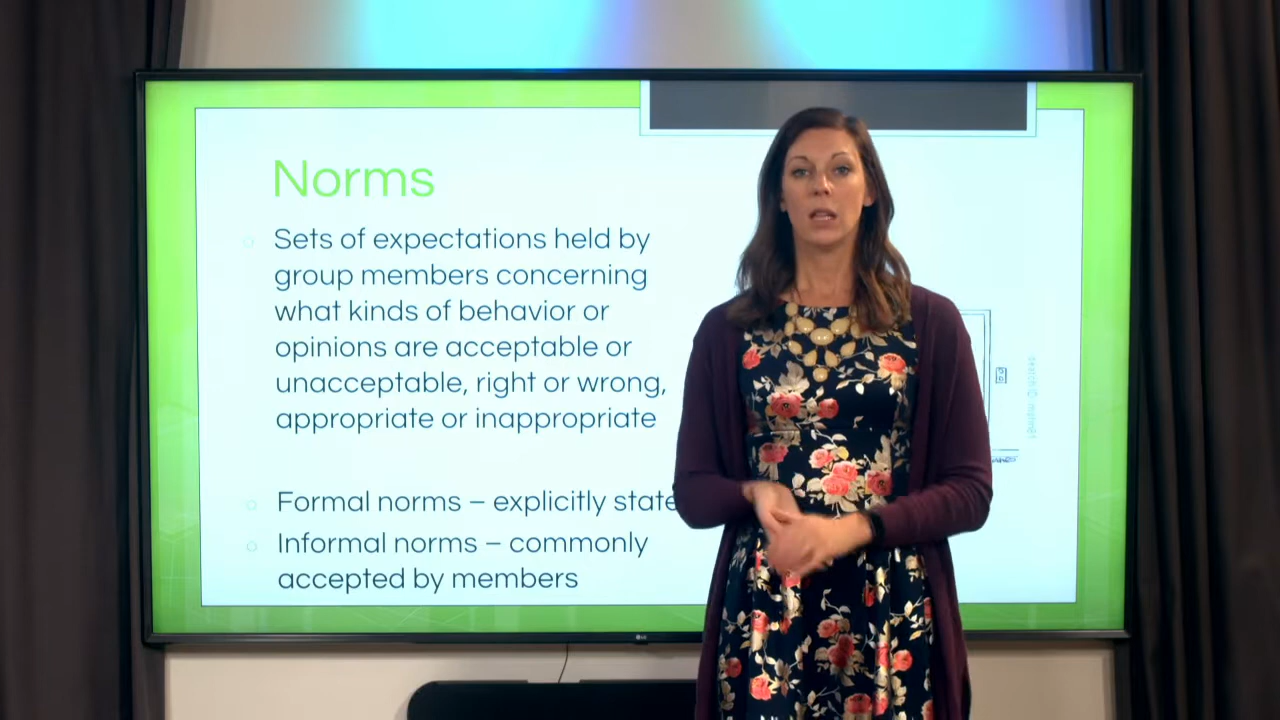 Norms
Sets of expectations held by
group members concerning
what kinds of behavior or
opinions are acceptable or
unacceptable, right or wrong,
appropriate or inappropriate
Formal norms – explicitly state
Informal norms – commonly
accepted by members
LG